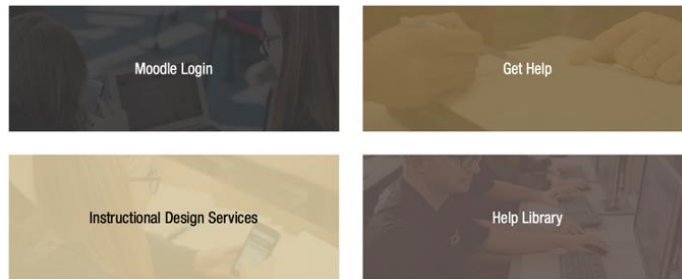 Moodle Login
Get Help
Instructional Design Services
Help Library